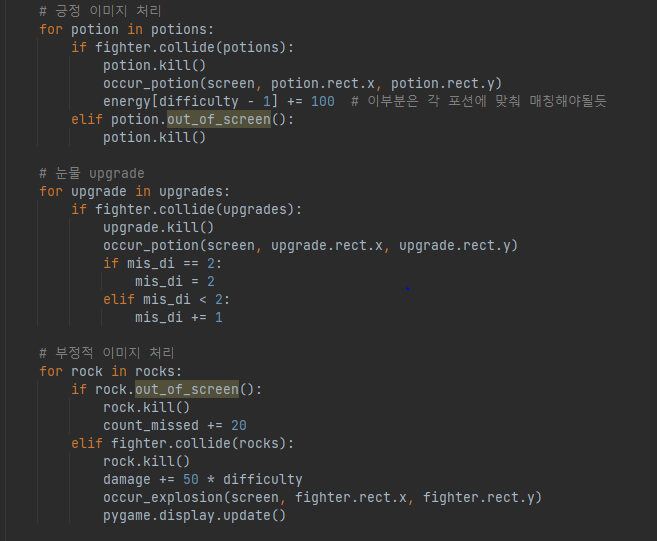 # 긍정 이미지 처리
for potion in potions:
    if fighter.collide(potions):
        potion.kill()
        occur_potion(screen, potion.rect.x, potion.rect.y)
        energy[difficulty - 1] += 100  # 이부분은 각 포션에 맞춰 매칭해야될듯
    elif potion.out_of_screen():
        potion.kill()

# 눈물 upgrade
for upgrade in upgrades:
    if fighter.collide(upgrades):
        upgrade.kill()
        occur_potion(screen, upgrade.rect.x, upgrade.rect.y)
        if mis_di == 2:
            mis_di = 2
        elif mis_di < 2:
            mis_di += 1

# 부정적 이미지 처리
for rock in rocks:
    if rock.out_of_screen():
        rock.kill()
        count_missed += 20
    elif fighter.collide(rocks):
        rock.kill()
        damage += 50 * difficulty
        occur_explosion(screen, fighter.rect.x, fighter.rect.y)
        pygame.display.update()